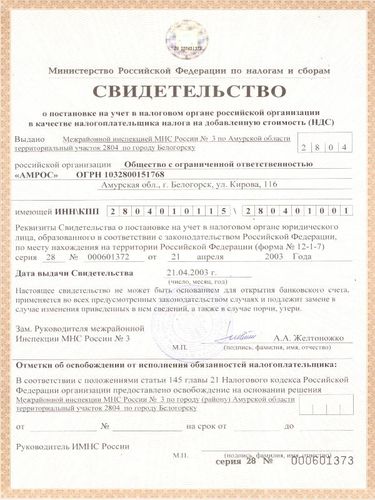 28 000601373
Министерство Российской Федерации по налогам и сборам
СВИДЕТЕЛЬСТВО
о постановке на учет в налоговом органе российской организации
в качестве налогоплательщика налога на добавленную стоимость (НДС)
Выдано Межрайонной инспекцией МНС России № 3 по Амурской области
территориальный участок 2804 по городу Белогорску 2 8 0 4
российской организации Общество с ограниченной ответственностью
«АМРОС» ОГРН 1032800151768
Амурская обл., г. Белогорск, ул. Кирова, 116
имеющей ИНН\КПП 2 8 0 4 0 1 0 1 1 5 \ 2 8 0 4 0 1 0 0 1
Реквизиты Свидетельства о постановке на учет в налоговом органе юридического
лица, образованного в соответствии с законодательством Российской Федерации,
по месту нахождения на территории Российской Федерации (форма № 12-1-7)
серия 28 № 000601372 от 21 апреля 2003 Года
Дата выдачи Свидетельства 21.04.2003 г.
(число, месяц, год)
Настоящее свидетельство не может быть основанием для открытия банковского счета,
применяется во всех предусмотренных законодательством случаях и подлежит замене в
случае изменения приведенных в нем сведений, а также в случае порчи, утери.
Зам. Руководителя межрайонной
Инспекции МНС России № 3 А.А. Желтоножко
М.П. (подпись, фамилия, имя, отчество)
Отметки об освобождении от исполнения обязанностей налогоплательщика:
В соответствии с положениями статьи 145 главы 21 Налогового кодекса Российской
Федерации организации предоставлено освобождение на основании решения
Межрайонной инспекции МНС России № 3 по городу (району) Амурской области
территориальный участок 2804 по городу Белогорску
от № на срок от до
Руководитель ИМНС России
М.П. (подпись, фамилия, имя, отчество)
серия 28 № 000601373